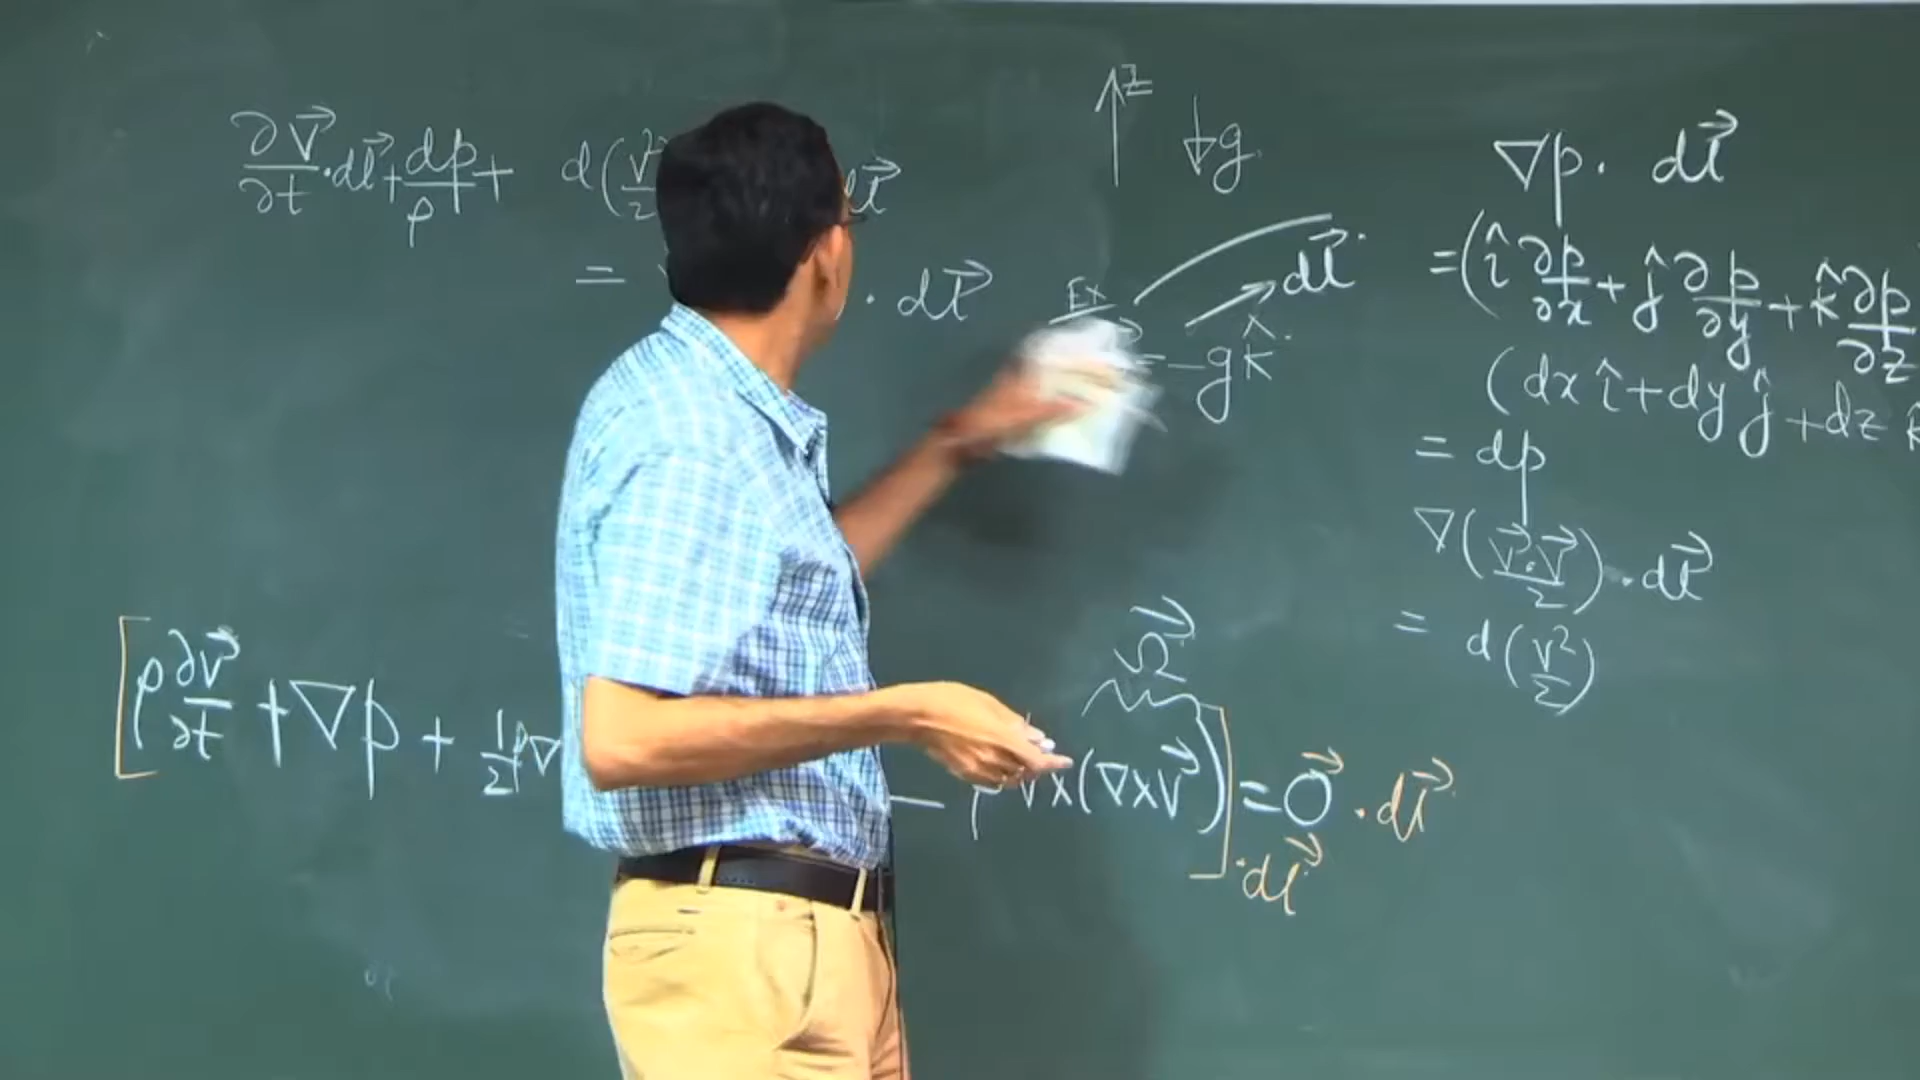 ∂V⃗/∂t · dl⃗ + dp/ρ + d(V²/2 dl⃗
= · dl⃗
↑z ↓g
dl⃗
Ex
= -g k̂
[ρ ∂V⃗/∂t + ∇p + 1/2 ρ∇ — ρ V⃗×(∇×V⃗)] = 0⃗ · dl⃗
Ω⃗
· dl⃗
∇p · dl⃗
= (î ∂p/∂x + ĵ ∂p/∂y + k̂ ∂p/∂z
(dx î + dy ĵ + dz k̂
= dp
∇(V⃗·V⃗/2) · dl⃗
= d(V²/2)